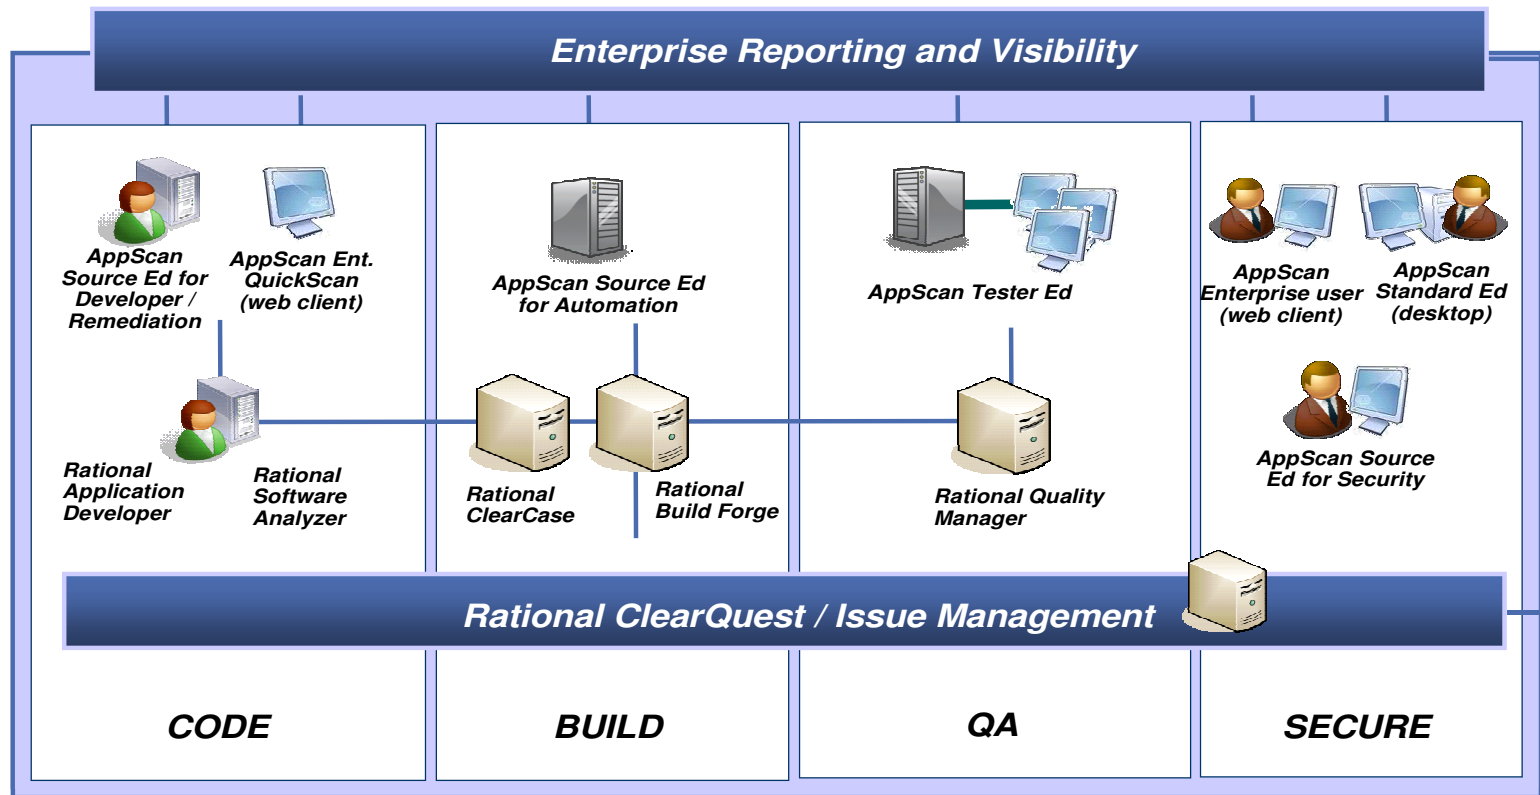 Enterprise Reporting and Visibility
AppScan
Source Ed for
Developer /
Remediation
AppScan Ent.
QuickScan
(web client)
Rational
Application
Developer
Rational
Software
Analyzer
AppScan Source Ed
for Automation
Rational
ClearCase
Rational
Build Forge
AppScan Tester Ed
Rational Quality
Manager
AppScan
Enterprise user
(web client)
AppScan
Standard Ed
(desktop)
AppScan Source
Ed for Security
Rational ClearQuest / Issue Management
CODE
BUILD
QA
SECURE